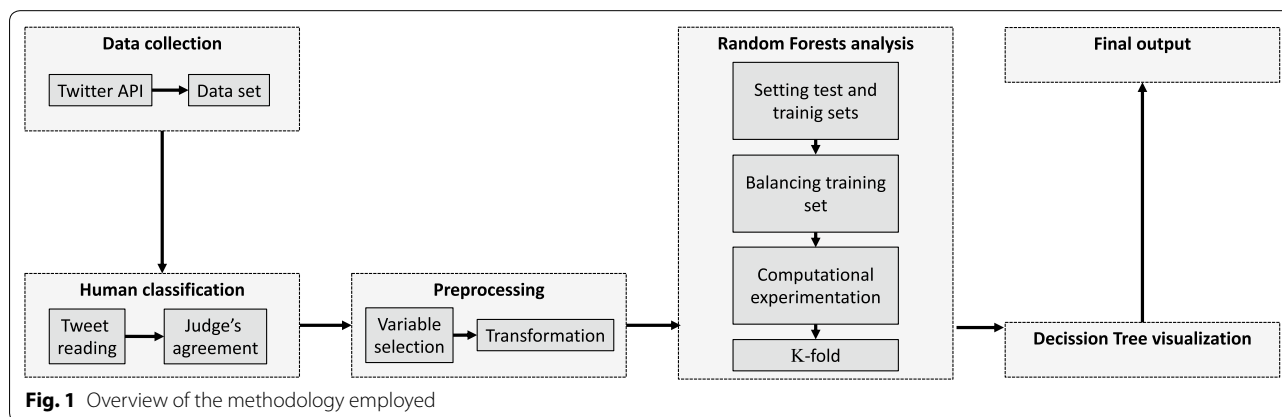 Data collection
Twitter API
Data set
Human classification
Tweet
reading
Judge's
agreement
Preprocessing
Variable
selection
Transformation
Random Forests analysis
Setting test and
trainig sets
Balancing training
set
Computational
experimentation
K-fold
Decission Tree visualization
Final output
Fig. 1 Overview of the methodology employed